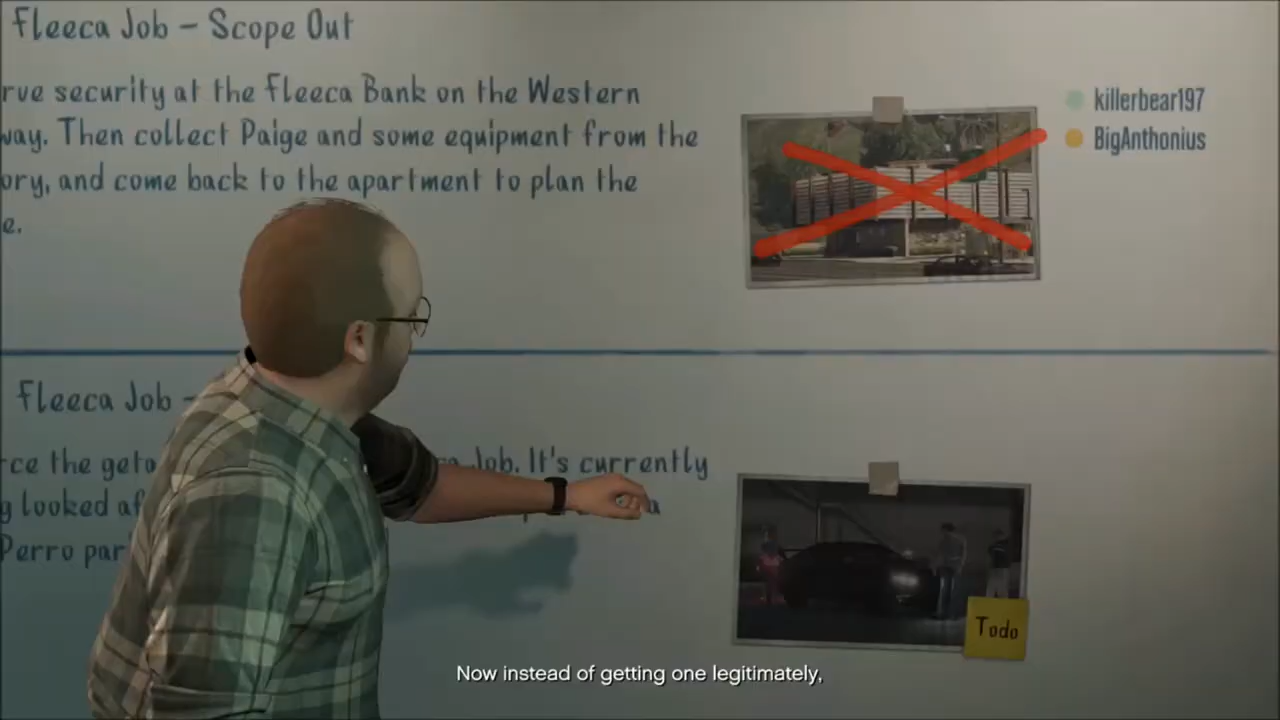 Fleeca Job - Scope Out
rve security at the Fleeca Bank on the Western
way. Then collect Paige and some equipment from the
ory, and come back to the apartment to plan the
e.
killerbear197
BigAnthonius
Fleeca Job -
rce the geto Job. It's currently
g looked af a
Perro par
Todo
Now instead of getting one legitimately,